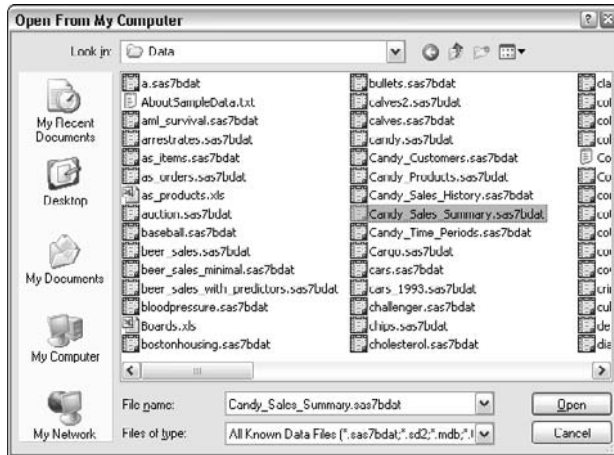 Open From My Computer
Look in:
Data
My Recent
Documents
Desktop
My Documents
My Computer
My Network
a.sas7bdat
AboutSampleData.txt
aml_survival.sas7bdat
arrestrates.sas7bdat
as_items.sas7bdat
as_orders.sas7bdat
as_products.xls
auction.sas7bdat
baseball.sas7bdat
beer_sales.sas7bdat
beer_sales_minimal.sas7bdat
beer_sales_with_predictors.sas7bdat
bloodpressure.sas7bdat
Boards.xls
bostonhousing.sas7bdat
bullets.sas7bdat
calves2.sas7bdat
calves.sas7bdat
candy.sas7bdat
Candy_Customers.sas7bdat
Candy_Products.sas7bdat
Candy_Sales_History.sas7bdat
Candy_Sales_Summary.sas7bdat
Candy_Time_Periods.sas7bdat
Cargo.sas7bdat
cars.sas7bdat
cars_1993.sas7bdat
challenger.sas7bdat
chips.sas7bdat
cholesterol.sas7bdat
File name:
Candy_Sales_Summary.sas7bdat
Open
Files of type:
All Known Data Files (*.sas7bdat;*.sd2;*.mdb;*.
Cancel